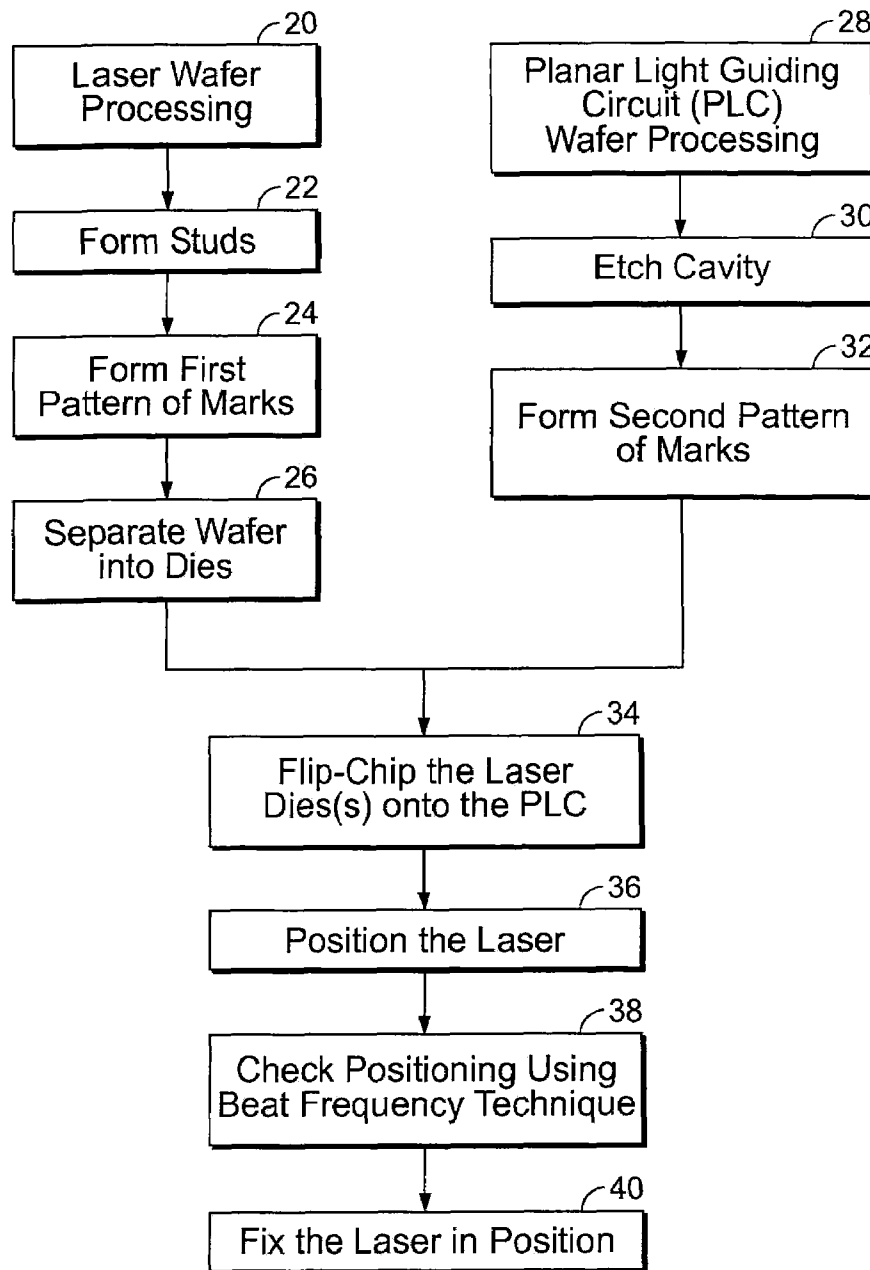 20
Laser Wafer
Processing
22
Form Studs
24
Form First
Pattern of Marks
26
Separate Wafer
into Dies
28
Planar Light Guiding
Circuit (PLC)
Wafer Processing
30
Etch Cavity
32
Form Second Pattern
of Marks
34
Flip-Chip the Laser
Dies(s) onto the PLC
36
Position the Laser
38
Check Positioning Using
Beat Frequency Technique
40
Fix the Laser in Position